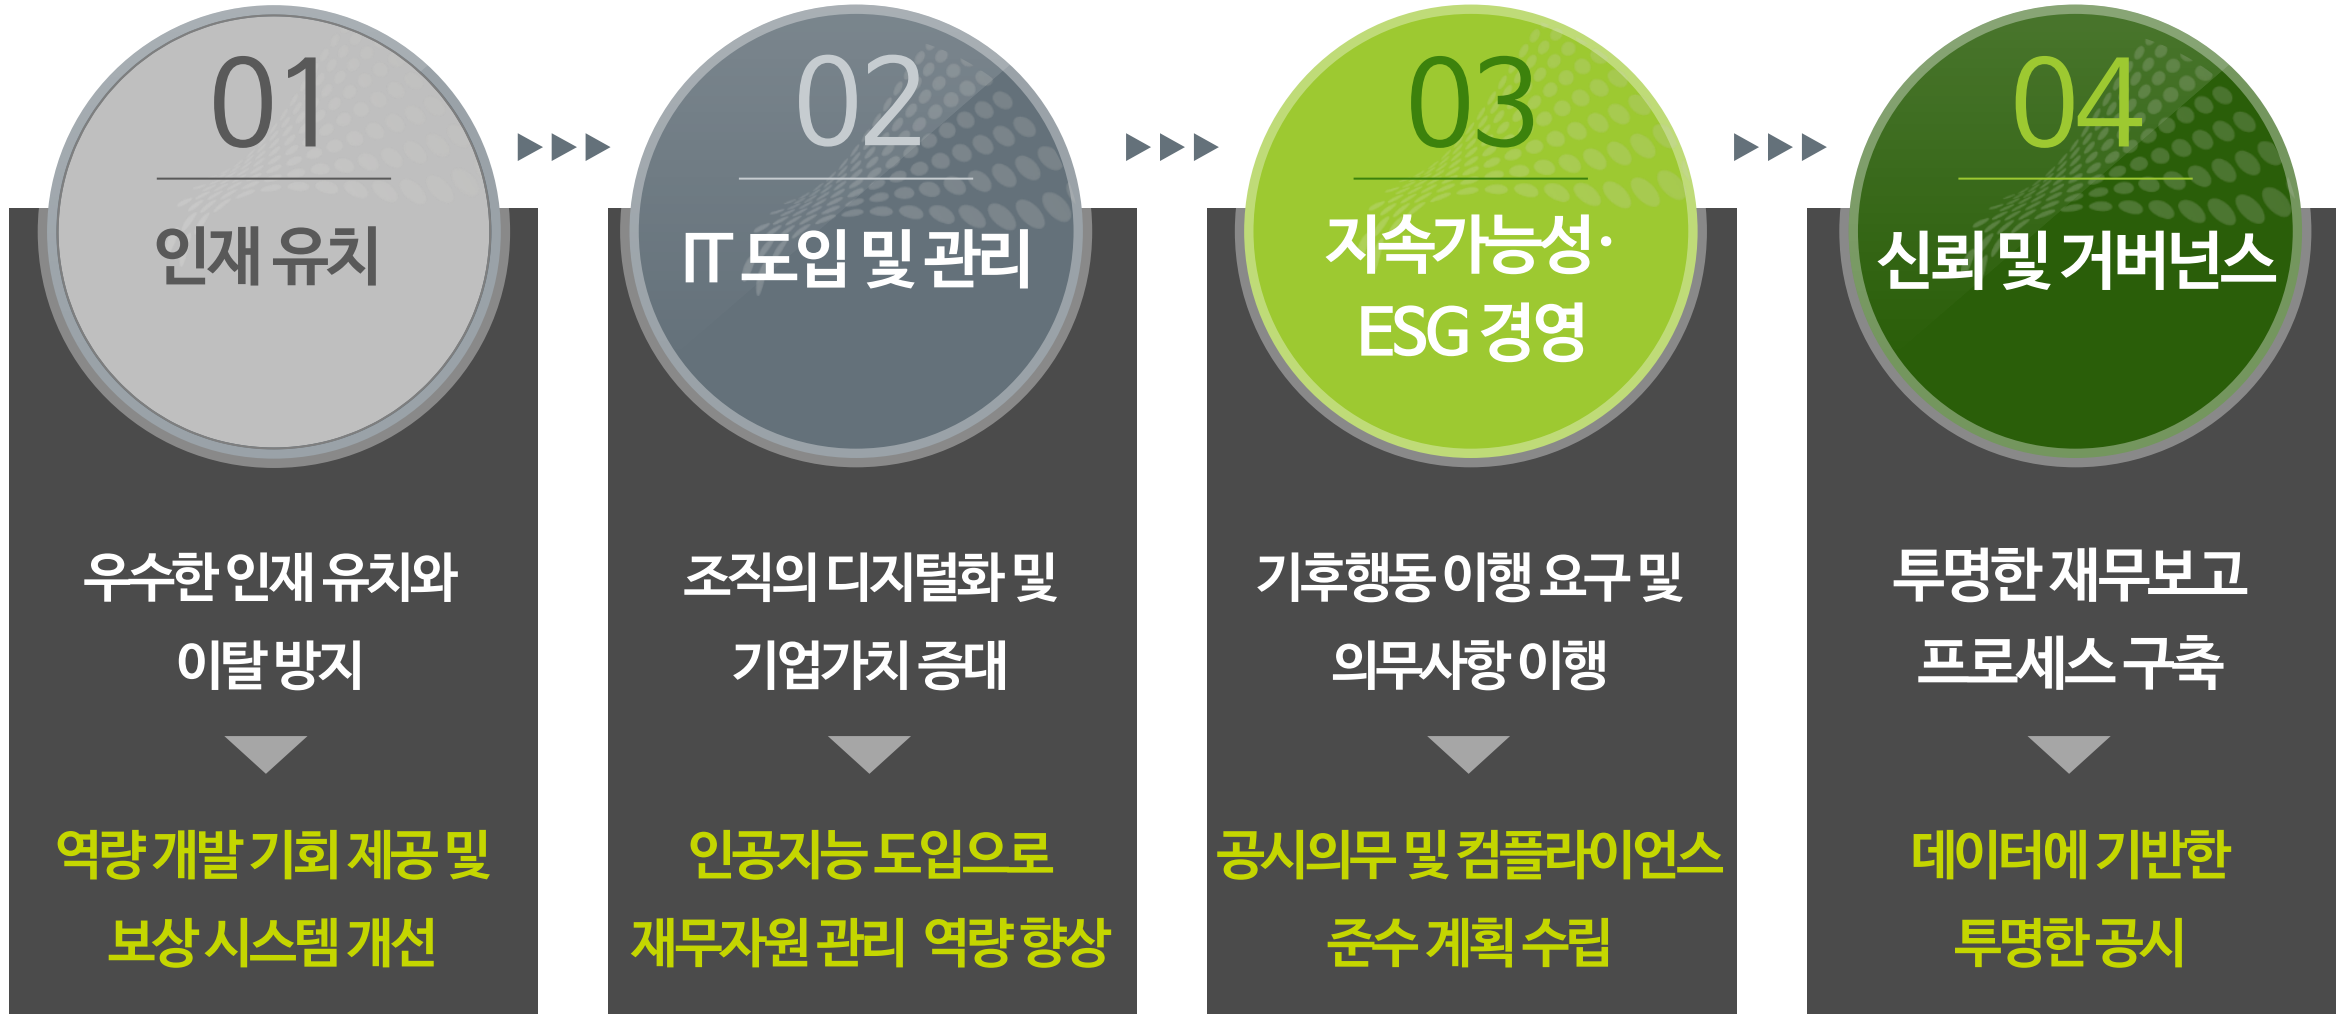 01
인재 유치
우수한 인재 유치와
이탈 방지
역량 개발 기회 제공 및
보상 시스템 개선
02
IT 도입 및 관리
조직의 디지털화 및
기업가치 증대
인공지능 도입으로
재무자원 관리 역량 향상
03
지속가능성·
ESG 경영
기후행동 이행 요구 및
의무사항 이행
공시의무 및 컴플라이언스
준수 계획 수립
04
신뢰 및 거버넌스
투명한 재무보고
프로세스 구축
데이터에 기반한
투명한 공시